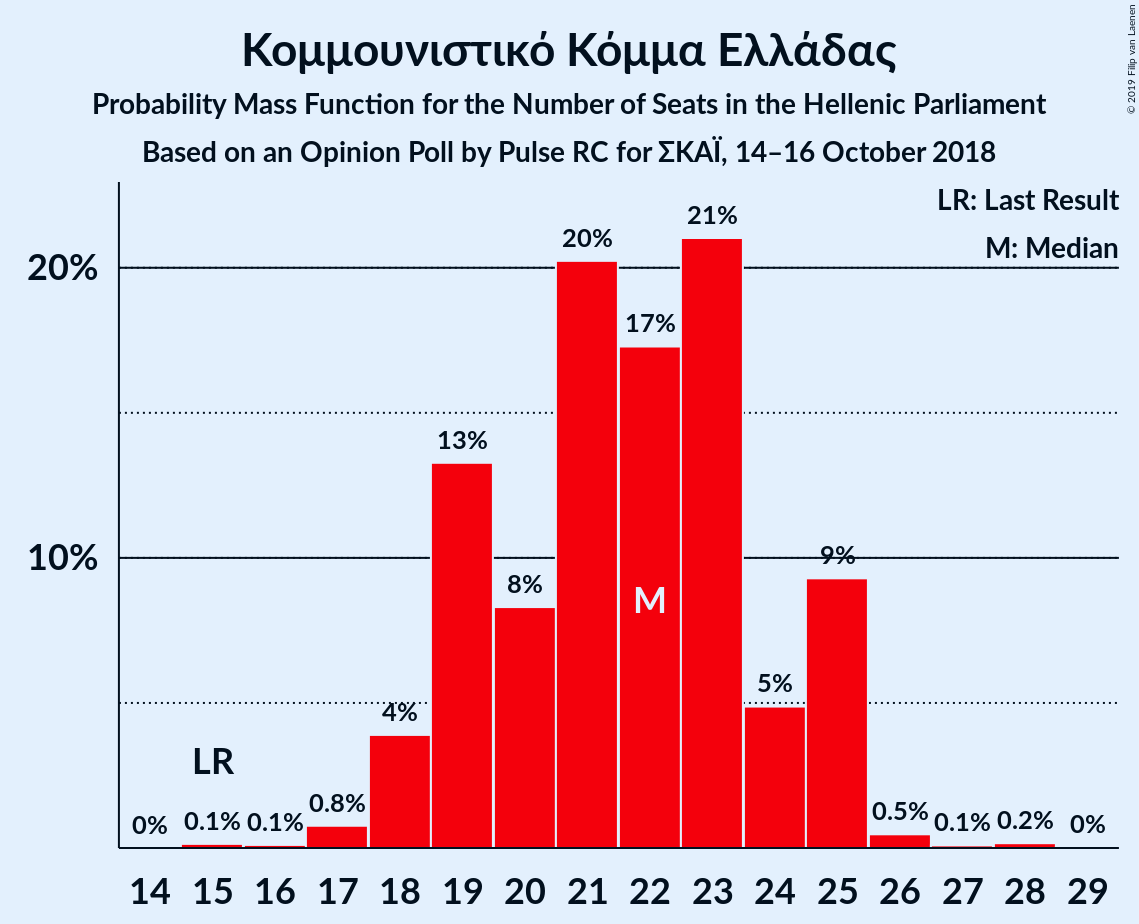 Κομμουνιστικό Κόμμα Ελλάδας
Probability Mass Function for the Number of Seats in the Hellenic Parliament
Based on an Opinion Poll by Pulse RC for ΣΚΑΪ, 14–16 October 2018
© 2019 Filip van Laenen
LR: Last Result
M: Median
20%
10%
0%
0.1%
0.1%
0.8%
4%
13%
8%
20%
17%
21%
5%
9%
0.5%
0.1%
0.2%
0%
LR
M
14 15 16 17 18 19 20 21 22 23 24 25 26 27 28 29